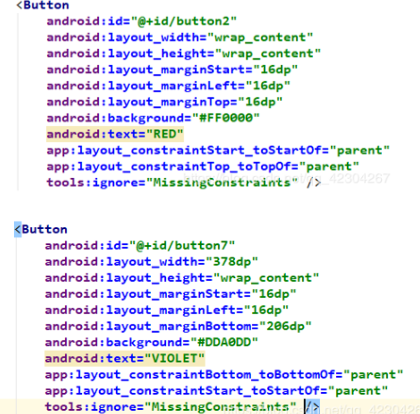 <Button
android:id="@+id/button2"
android:layout_width="wrap_content"
android:layout_height="wrap_content"
android:layout_marginStart="16dp"
android:layout_marginLeft="16dp"
android:layout_marginTop="16dp"
android:background="#FF0000"
android:text="RED"
app:layout_constraintStart_toStartOf="parent"
app:layout_constraintTop_toTopOf="parent"
tools:ignore="MissingConstraints" />
<Button
android:id="@+id/button7"
android:layout_width="378dp"
android:layout_height="wrap_content"
android:layout_marginStart="16dp"
android:layout_marginLeft="16dp"
android:layout_marginBottom="206dp"
android:background="#DDA0DD"
android:text="VIOLET"
app:layout_constraintBottom_toBottomOf="parent"
app:layout_constraintStart_toStartOf="parent"
tools:ignore="MissingConstraints" />